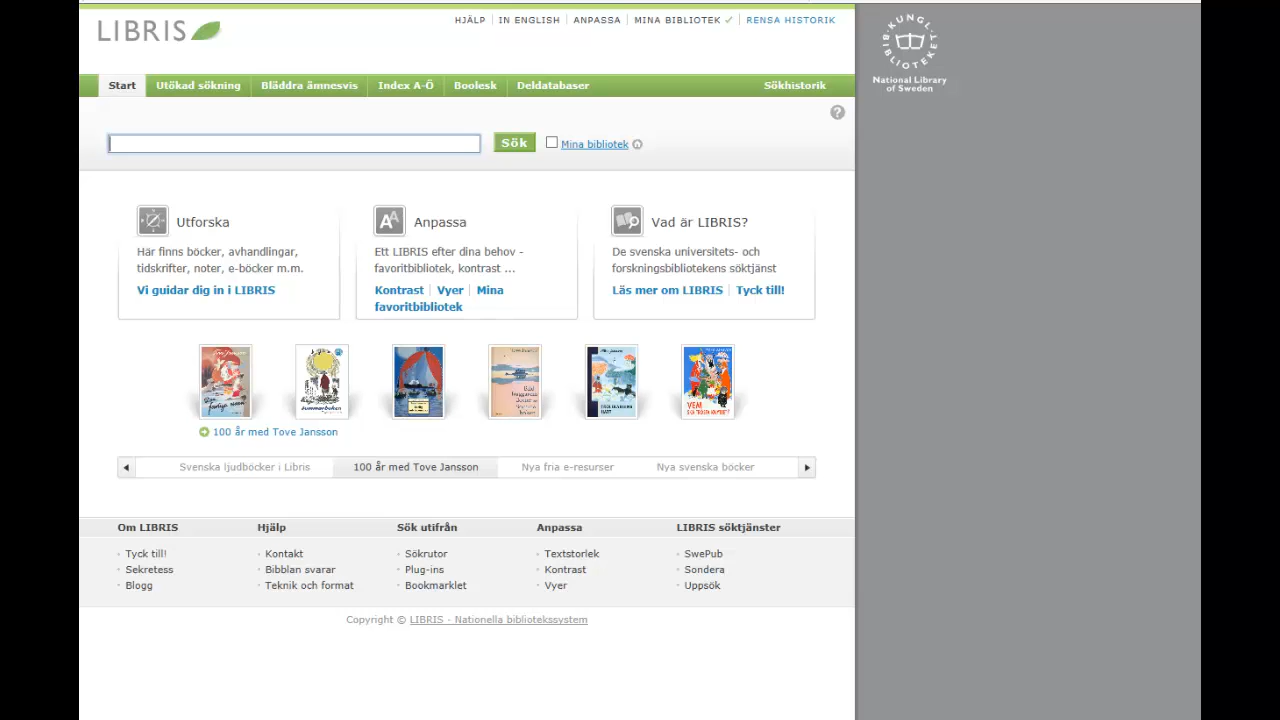 LIBRIS
HJÄLP IN ENGLISH ANPASSA MINA BIBLIOTEK RENSA HISTORIK
KUNGL. BIBLIOTEKET
National Library
of Sweden
Start Utökad sökning Bläddra ämnesvis Index A-Ö Boolesk Deldatabaser Sökhistorik
?
Sök Mina bibliotek
Utforska
Här finns böcker, avhandlingar,
tidskrifter, noter, e-böcker m.m.
Vi guidar dig in i LIBRIS
Anpassa
Ett LIBRIS efter dina behov -
favoritbibliotek, kontrast ...
Kontrast Vyer Mina
favoritbibliotek
Vad är LIBRIS?
De svenska universitets- och
forskningsbibliotekens söktjänst
Läs mer om LIBRIS Tyck till!
sommarboken
VEM
100 år med Tove Jansson
Svenska ljudböcker i Libris 100 år med Tove Jansson Nya fria e-resurser Nya svenska böcker
Om LIBRIS Hjälp Sök utifrån Anpassa LIBRIS söktjänster
Tyck till! Kontakt Sökrutor Textstorlek SwePub
Sekretess Bibblan svarar Plug-ins Kontrast Sondera
Blogg Teknik och format Bookmarklet Vyer Uppsök
Copyright © LIBRIS - Nationella bibliotekssystem